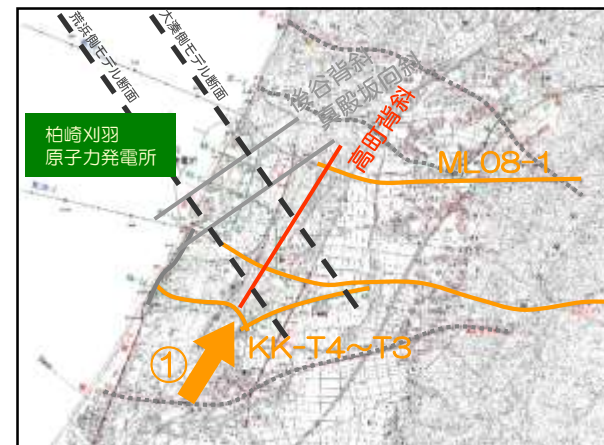 荒浜側モデル断面
大湊側モデル断面
後谷背斜
真殿坂向斜
高町背斜
柏崎刈羽
原子力発電所
ML08-1
KK-T4～T3
①